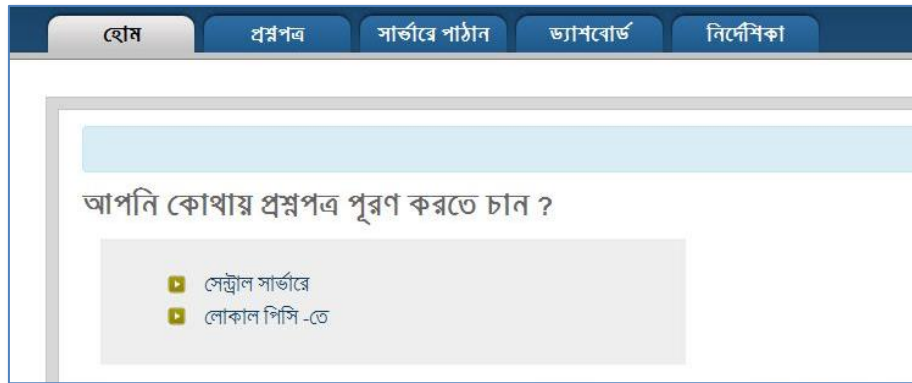 হোম প্রশ্নপত্র সার্ভারে পাঠান ড্যাশবোর্ড নির্দেশিকা
আপনি কোথায় প্রশ্নপত্র পূরণ করতে চান ?
সেন্ট্রাল সার্ভারে
লোকাল পিসি -তে